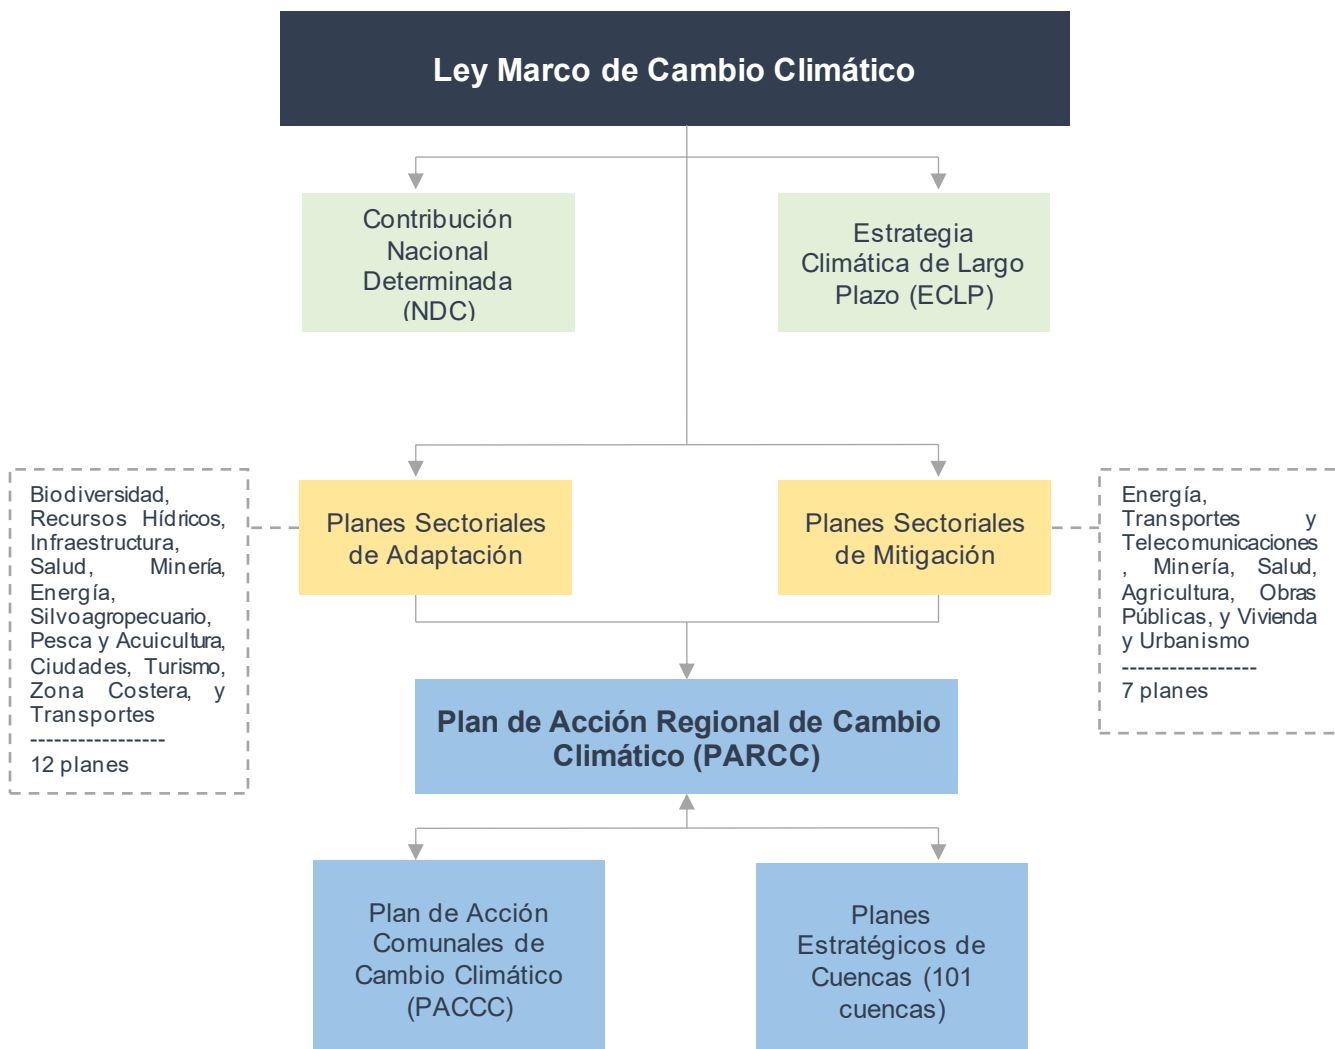 Ley Marco de Cambio Climático
Contribución
Nacional
Determinada
(NDC)
Estrategia
Climática de Largo
Plazo (ECLP)
Biodiversidad,
Recursos Hídricos,
Infraestructura,
Salud, Minería,
Energía,
Silvoagropecuario,
Pesca y Acuicultura,
Ciudades, Turismo,
Zona Costera, y
Transportes
-----------------
12 planes
Planes Sectoriales
de Adaptación
Planes Sectoriales
de Mitigación
Energía,
Transportes y
Telecomunicaciones
, Minería, Salud,
Agricultura, Obras
Públicas, y Vivienda
y Urbanismo
-----------------
7 planes
Plan de Acción Regional de Cambio
Climático (PARCC)
Plan de Acción
Comunales de
Cambio Climático
(PACCC)
Planes
Estratégicos de
Cuencas (101
cuencas)